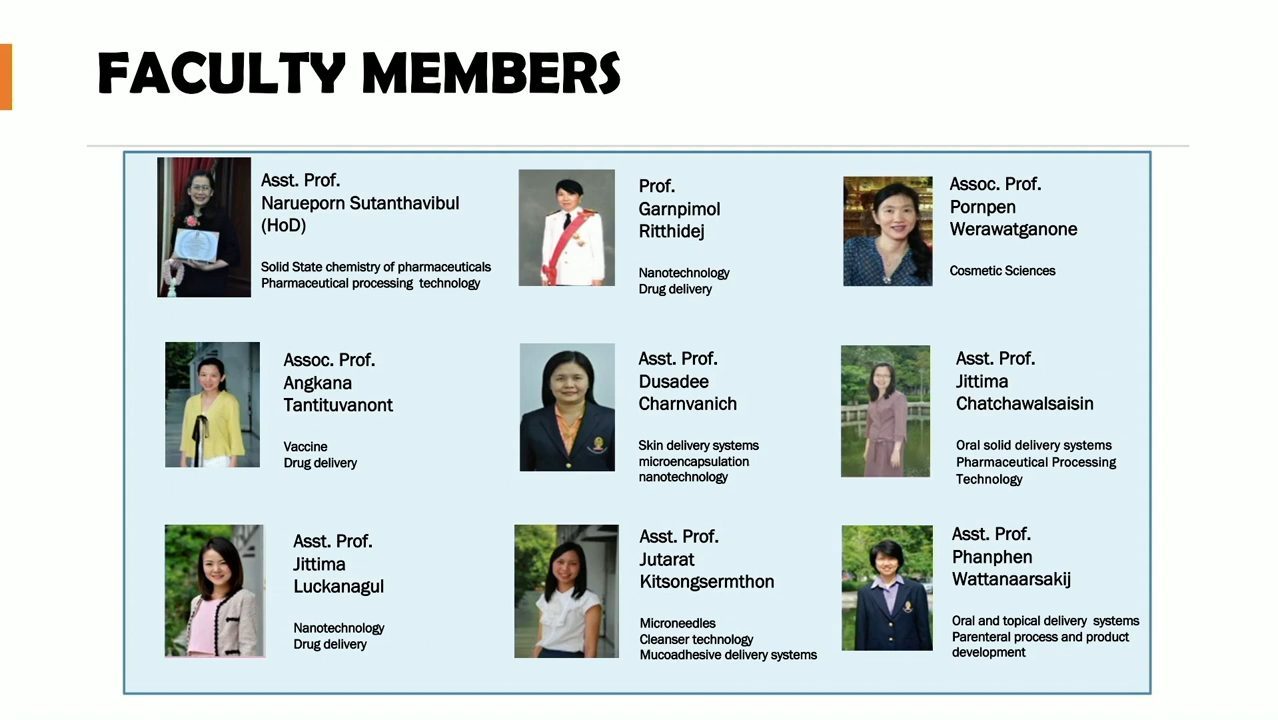 FACULTY MEMBERS
Asst. Prof.
Narueporn Sutanthavibul
(HoD)
Solid State chemistry of pharmaceuticals
Pharmaceutical processing technology
Prof.
Garnpimol
Ritthidej
Nanotechnology
Drug delivery
Assoc. Prof.
Pornpen
Werawatganone
Cosmetic Sciences
Assoc. Prof.
Angkana
Tantituvanont
Vaccine
Drug delivery
Asst. Prof.
Dusadee
Charnvanich
Skin delivery systems
microencapsulation
nanotechnology
Asst. Prof.
Jittima
Chatchawalsaisin
Oral solid delivery systems
Pharmaceutical Processing
Technology
Asst. Prof.
Jittima
Luckanagul
Nanotechnology
Drug delivery
Asst. Prof.
Jutarat
Kitsongsermthon
Microneedles
Cleanser technology
Mucoadhesive delivery systems
Asst. Prof.
Phanphen
Wattanaarsakij
Oral and topical delivery systems
Parenteral process and product
development